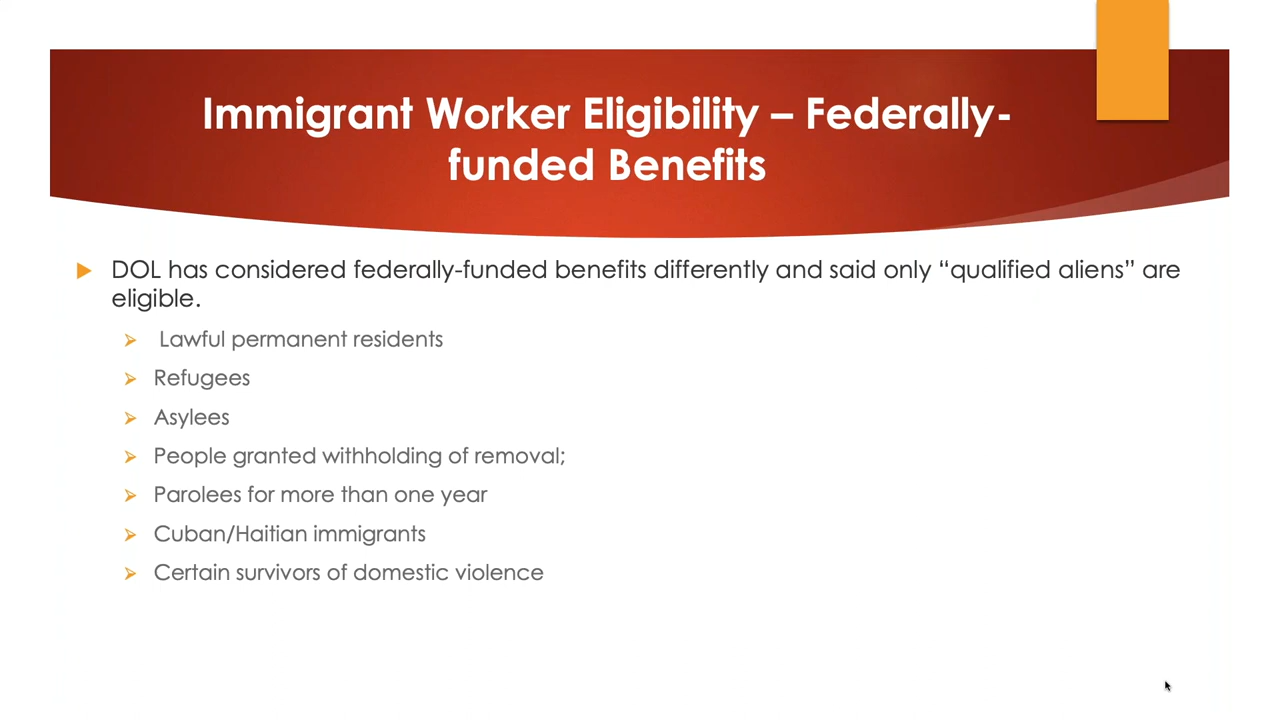 Immigrant Worker Eligibility – Federally-
funded Benefits
DOL has considered federally-funded benefits differently and said only “qualified aliens” are
eligible.
Lawful permanent residents
Refugees
Asylees
People granted withholding of removal;
Parolees for more than one year
Cuban/Haitian immigrants
Certain survivors of domestic violence